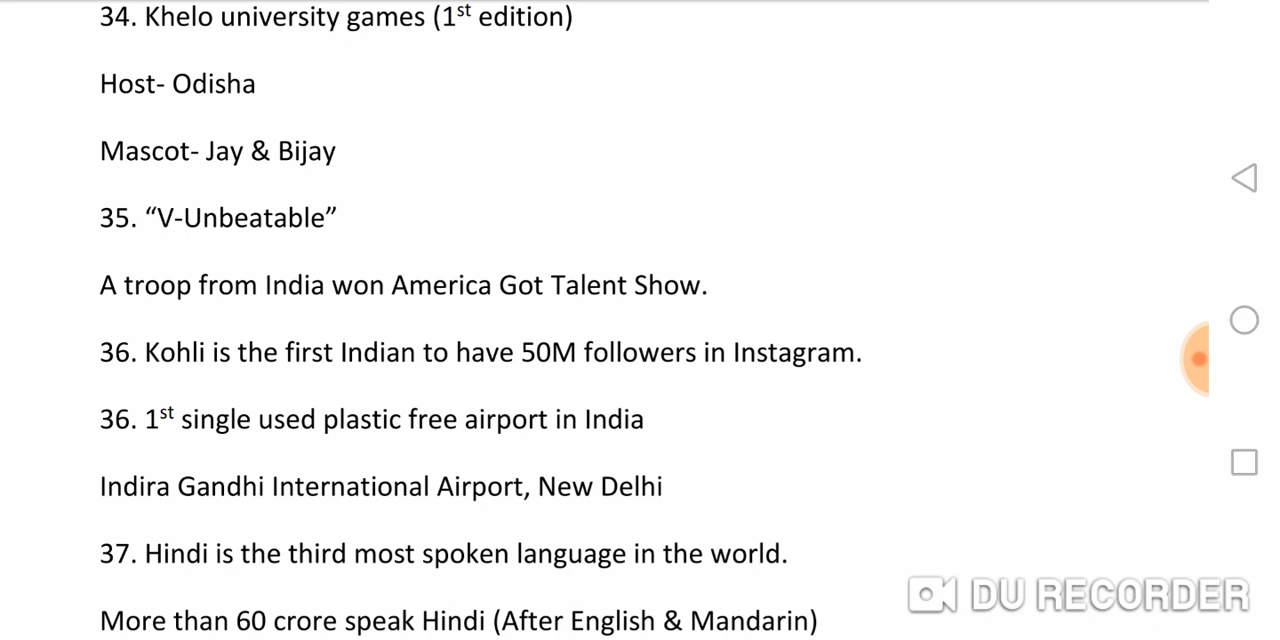 34. Khelo university games (1st edition)
Host- Odisha
Mascot- Jay & Bijay
35. “V-Unbeatable”
A troop from India won America Got Talent Show.
36. Kohli is the first Indian to have 50M followers in Instagram.
36. 1st single used plastic free airport in India
Indira Gandhi International Airport, New Delhi
37. Hindi is the third most spoken language in the world.
More than 60 crore speak Hindi (After English & Mandarin)
DU RECORDER